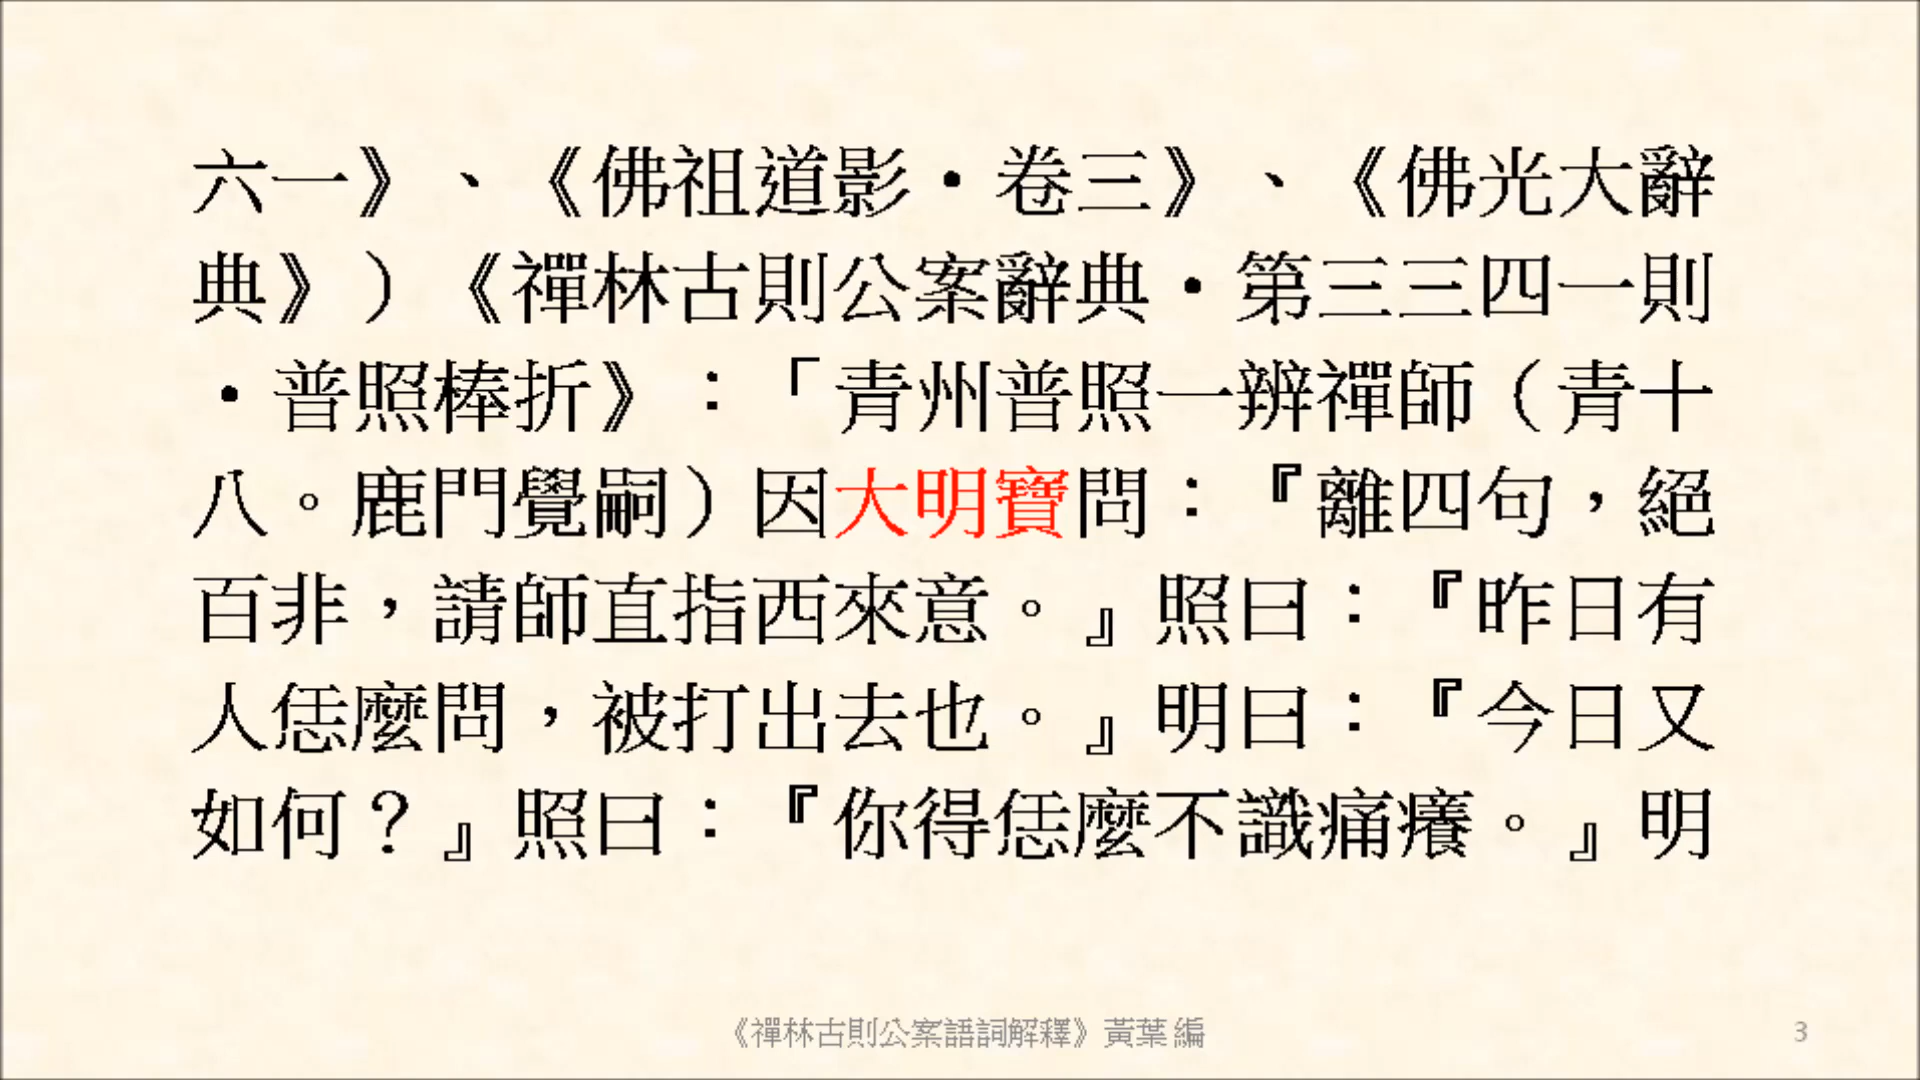 六一》、《佛祖道影・卷三》、《佛光大辭
典》）《禪林古則公案辭典・第三三四一則
・普照棒折》：「青州普照一辨禪師（青十
八。鹿門覺嗣）因大明寶問：『離四句，絕
百非，請師直指西來意。』照曰：『昨日有
人恁麼問，被打出去也。』明曰：『今日又
如何？』照曰：『你得恁麼不識痛癢。』明
《禪林古則公案語詞解釋》黃葉 編
3